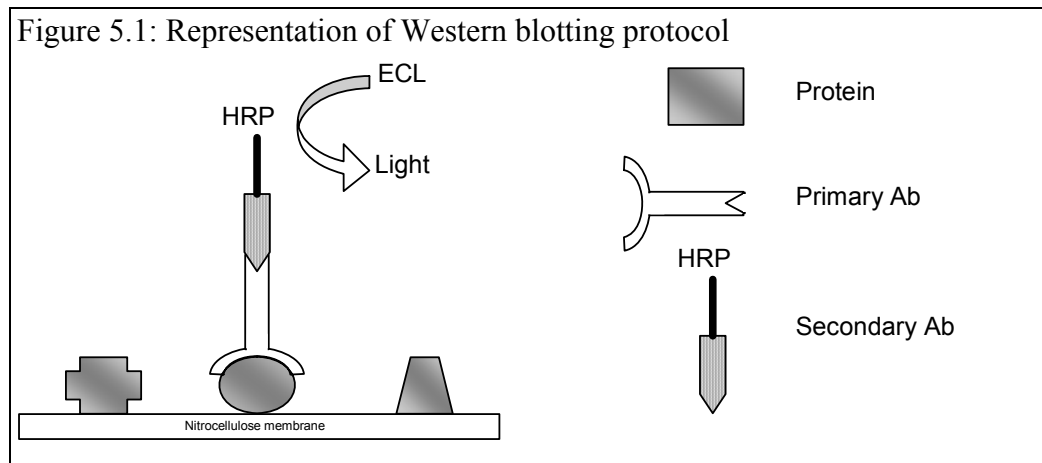 Figure 5.1: Representation of Western blotting protocol
ECL
HRP
Light
Nitrocellulose membrane
Protein
Primary Ab
HRP
Secondary Ab